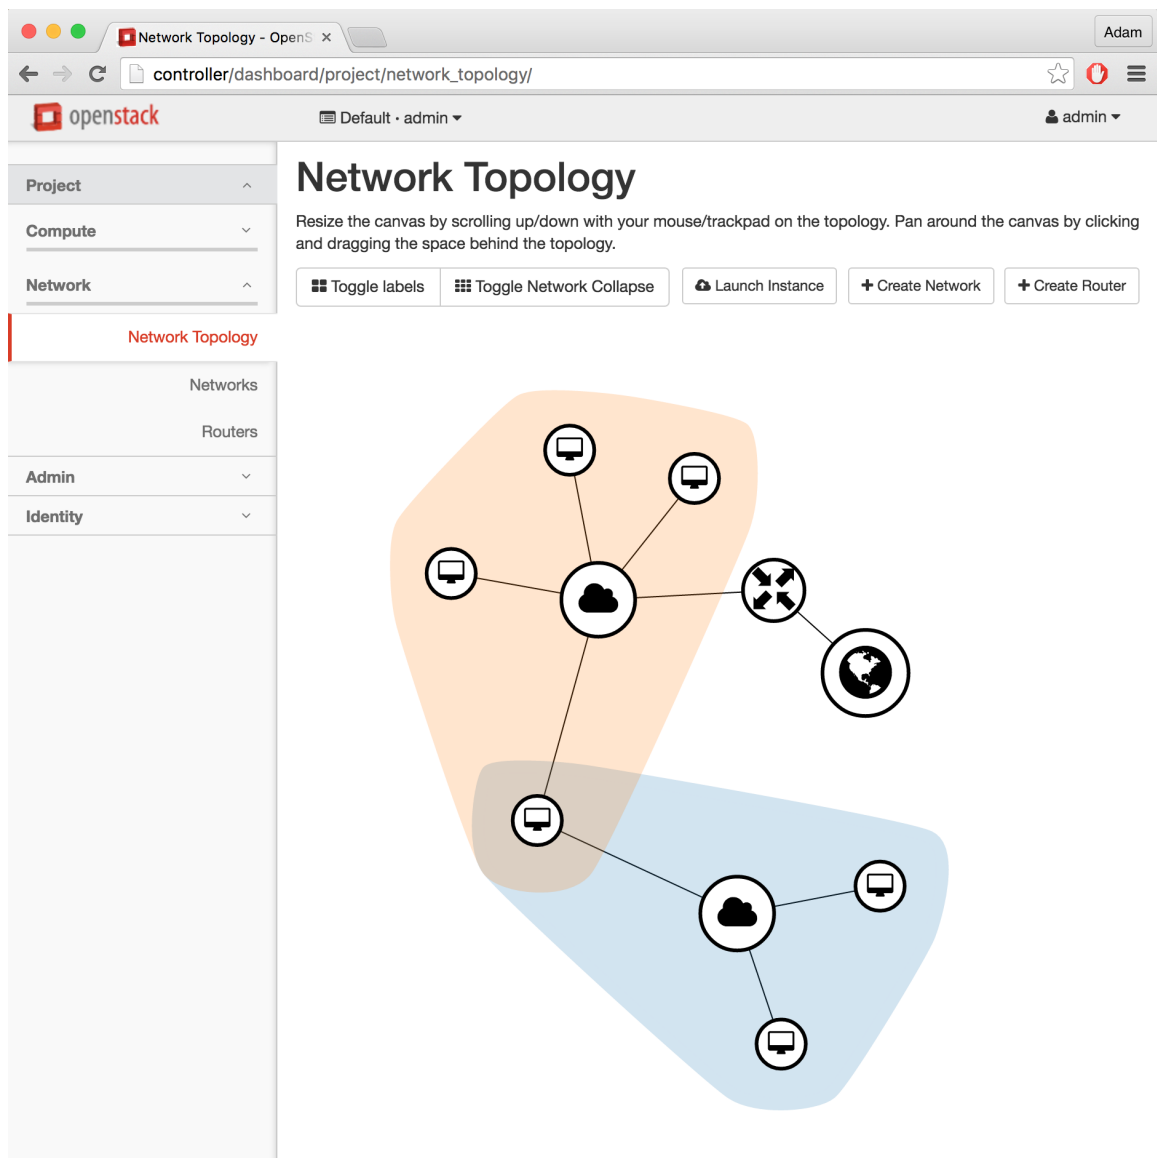 Network Topology - OpenS
Adam
controller/dashboard/project/network_topology/
openstack
Default · admin
admin
Project
Compute
Network
Network Topology
Networks
Routers
Admin
Identity
Network Topology
Resize the canvas by scrolling up/down with your mouse/trackpad on the topology. Pan around the canvas by clicking
and dragging the space behind the topology.
Toggle labels
Toggle Network Collapse
Launch Instance
Create Network
Create Router